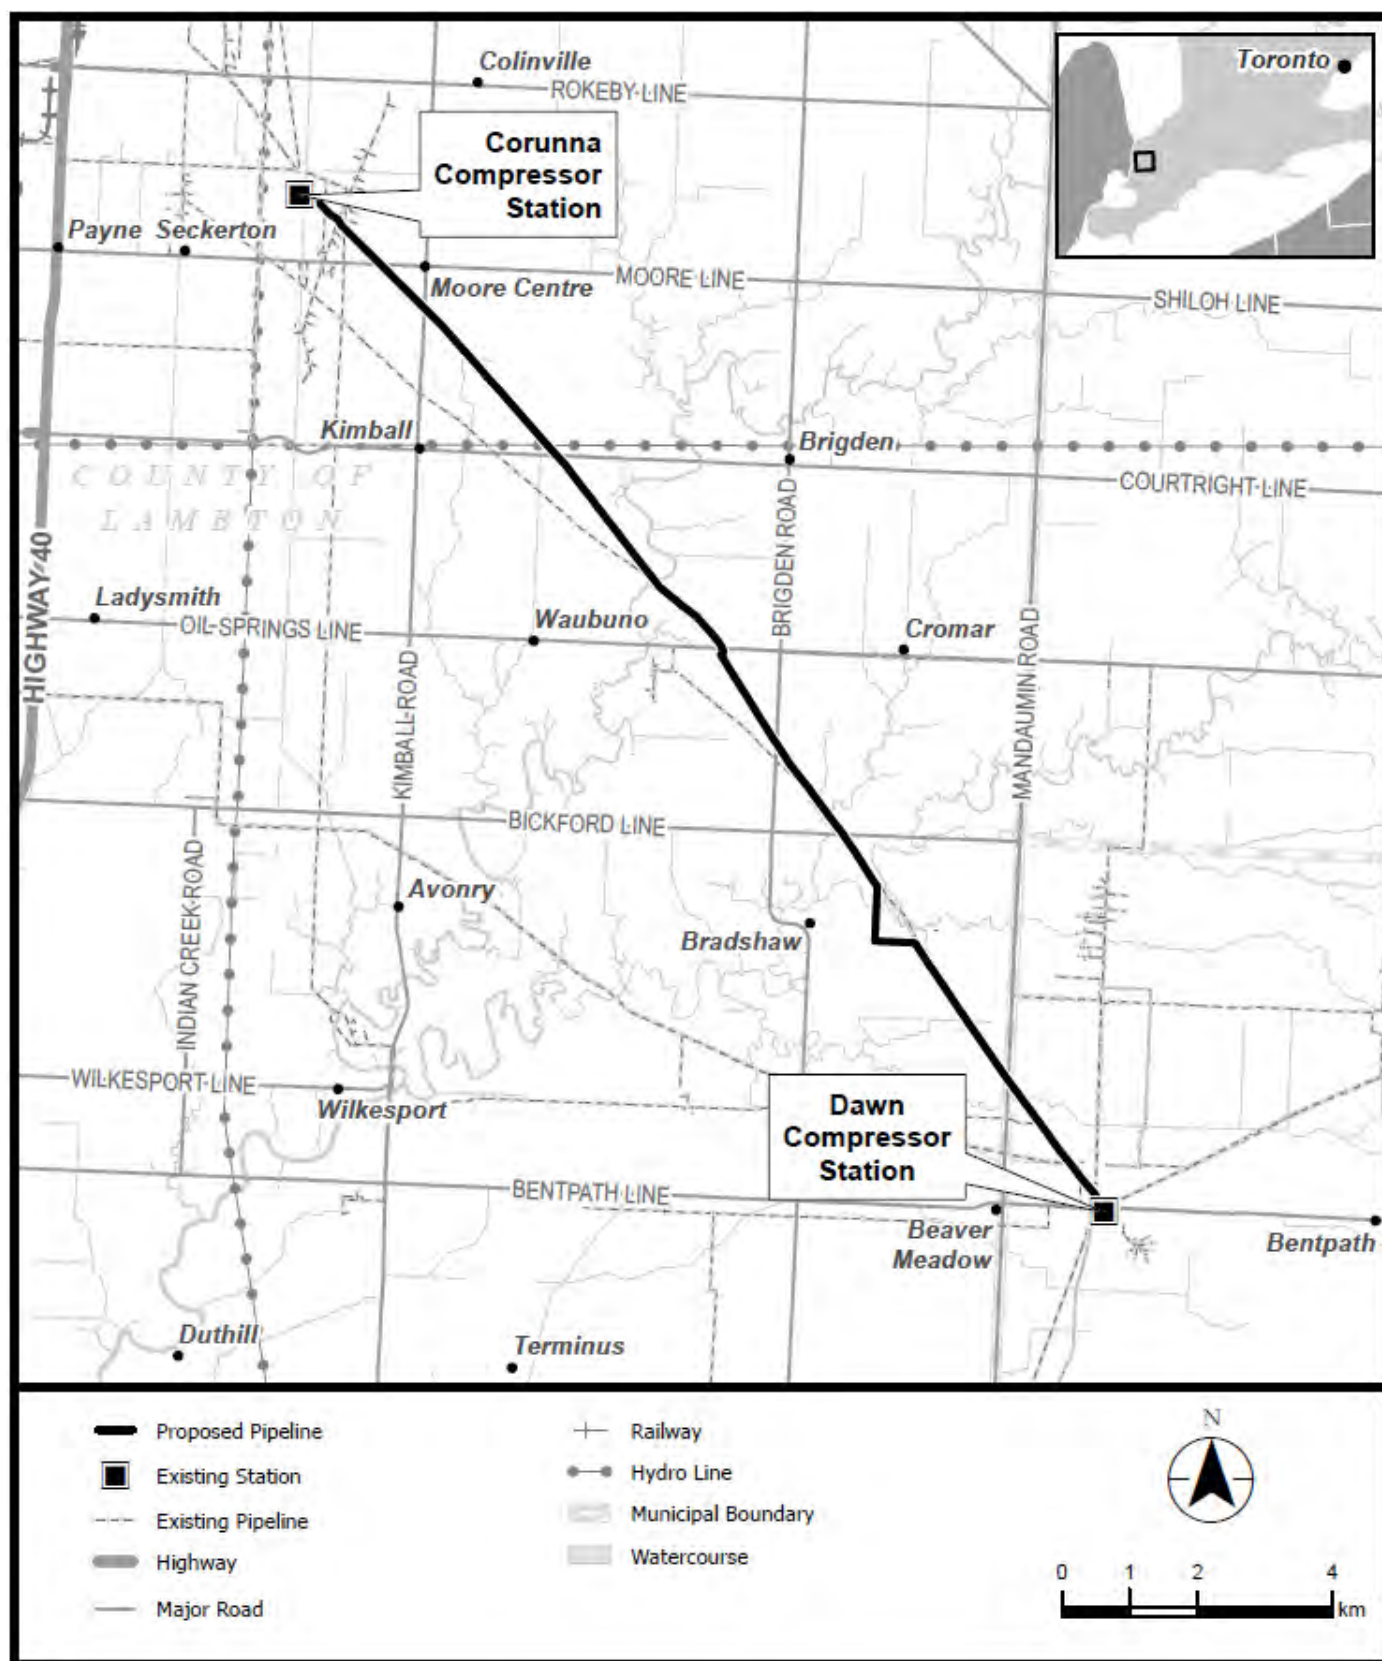 Toronto
Colinville
ROKEBY LINE
Corunna
Compressor
Station
Payne
Seckerton
Moore Centre
MOORE LINE
SHILOH LINE
Kimball
Brigden
COUNTY OF
LAMBTON
COURTRIGHT LINE
HIGHWAY 40
BRIGDEN ROAD
Ladysmith
OIL SPRINGS LINE
Waubuno
Cromar
KIMBALL ROAD
MANDAUMIN ROAD
BICKFORD LINE
INDIAN CREEK ROAD
Avonry
Bradshaw
WILKESPORT LINE
Wilkesport
Dawn
Compressor
Station
BENTPATH LINE
Beaver
Meadow
Bentpath
Duthill
Terminus
Proposed Pipeline
Existing Station
Existing Pipeline
Highway
Major Road
Railway
Hydro Line
Municipal Boundary
Watercourse
N
0 1 2 4
km